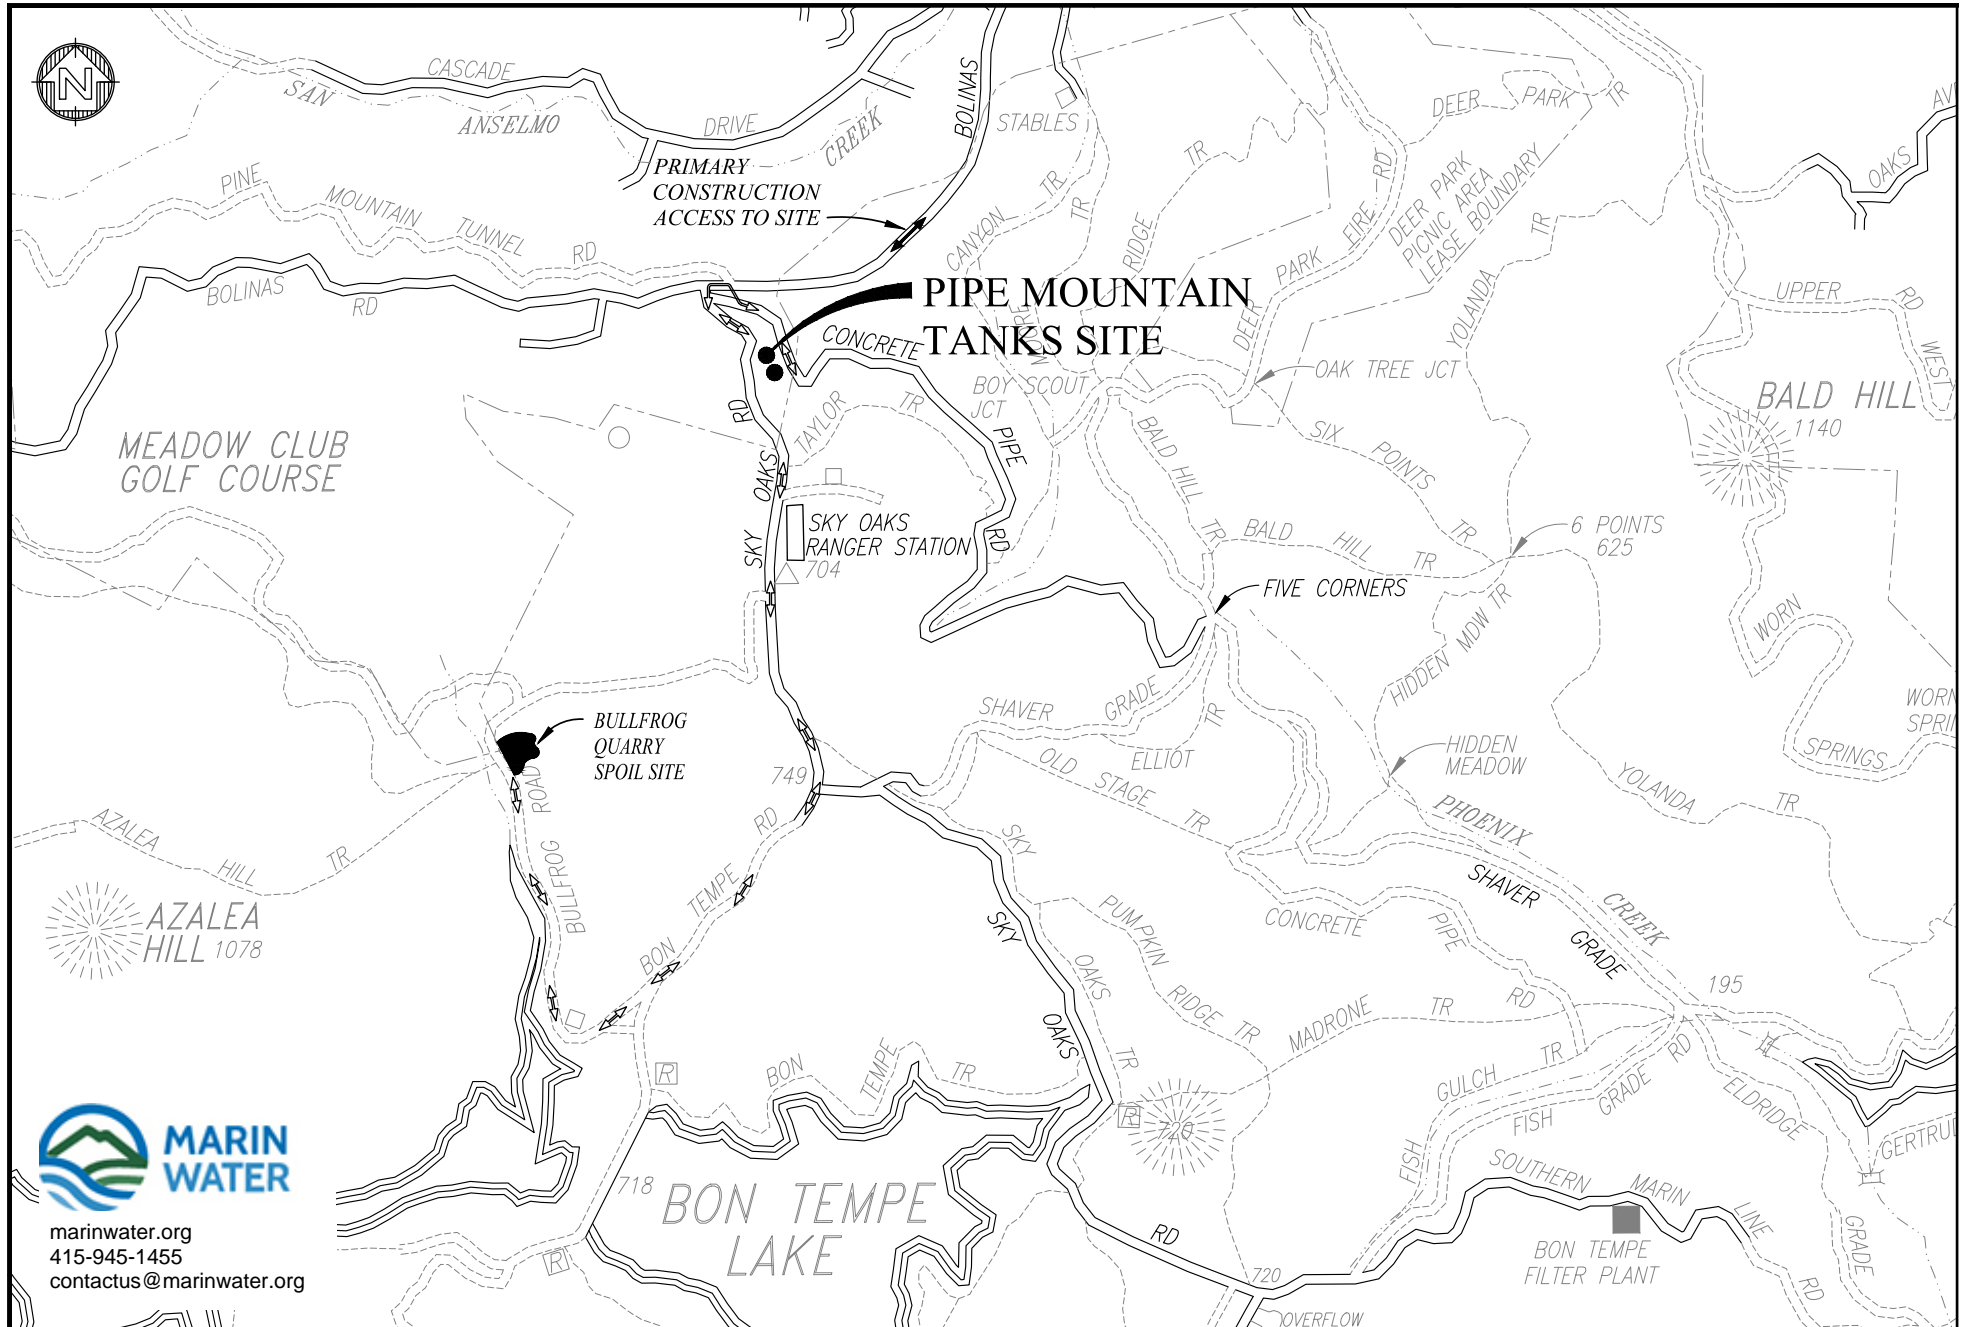 N
CASCADE
DRIVE
SAN
ANSELMO
CREEK
BOLINAS
STABLES
DEER
PARK
TR
AVE
OAKS
PRIMARY
CONSTRUCTION
ACCESS TO SITE
PINE
MOUNTAIN
TUNNEL
RD
BOLINAS
RD
CANYON
TR
TR
RIDGE
TR
MOORE
DEER
PARK
FIRE
RD
DEER PARK
PICNIC AREA
LEASE BOUNDARY
YOLANDA
TR
UPPER
RD
WEST
PIPE MOUNTAIN
TANKS SITE
CONCRETE
PIPE
RD
BOY SCOUT
JCT
OAK TREE JCT
BALD HILL
1140
MEADOW CLUB
GOLF COURSE
RD
OAKS
SKY
TAYLOR
TR
SKY OAKS
RANGER STATION
704
BALD HILL
TR
SIX
POINTS
TR
BALD
HILL
TR
6 POINTS
625
FIVE CORNERS
HIDDEN MDW TR
WORN
SPRINGS
WORN
SPRI
SHAVER
GRADE
TR
ELLIOT
HIDDEN
MEADOW
BULLFROG
QUARRY
SPOIL SITE
749
OLD
STAGE
TR
YOLANDA
TR
PHOENIX
CREEK
AZALEA
HILL
TR
BULLFROG
ROAD
BON
TEMPE
RD
SKY
OAKS
TR
PUMPKIN
RIDGE
TR
SHAVER
GRADE
AZALEA
HILL 1078
SKY
OAKS
RD
CONCRETE
PIPE
RD
MADRONE
TR
195
BON
TEMPE
TR
R
R
R
720
GULCH
TR
FISH
FISH
GRADE
RD
TR
ELDRIDGE
GRADE
GERTRUD
MARIN
WATER
718
BON TEMPE
LAKE
SOUTHERN
MARIN
LINE
RD
BON TEMPE
FILTER PLANT
720
OVERFLOW
marinwater.org
415-945-1455
contactus@marinwater.org